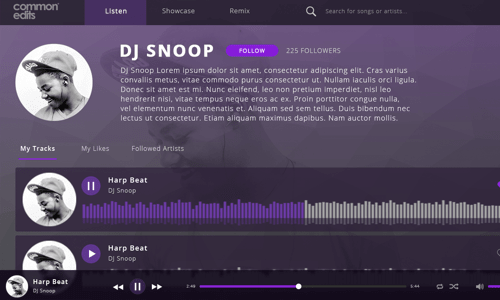 common edits
Listen
Showcase
Remix
Search for songs or artists...
DJ SNOOP
FOLLOW
225 FOLLOWERS
DJ Snoop Lorem ipsum dolor sit amet, consectetur adipiscing elit. Cras varius
convallis metus, vitae commodo purus consectetur ut. Nullam iaculis orci ligula.
Donec sit amet est mi. Nunc eleifend, leo non pretium imperdiet, nisl leo
hendrerit nisi, vitae tempus neque eros ac ex. Proin porttitor congue nulla,
vel elementum nunc venenatis et. Aliquam sed sem tellus. Duis bibendum nec
lectus ut consectetur. Etiam aliquam maximus dapibus. Nam auctor mollis.
My Tracks
My Likes
Followed Artists
Harp Beat
DJ Snoop
Harp Beat
DJ Snoop
Harp Beat
DJ Snoop
2:49
5:44